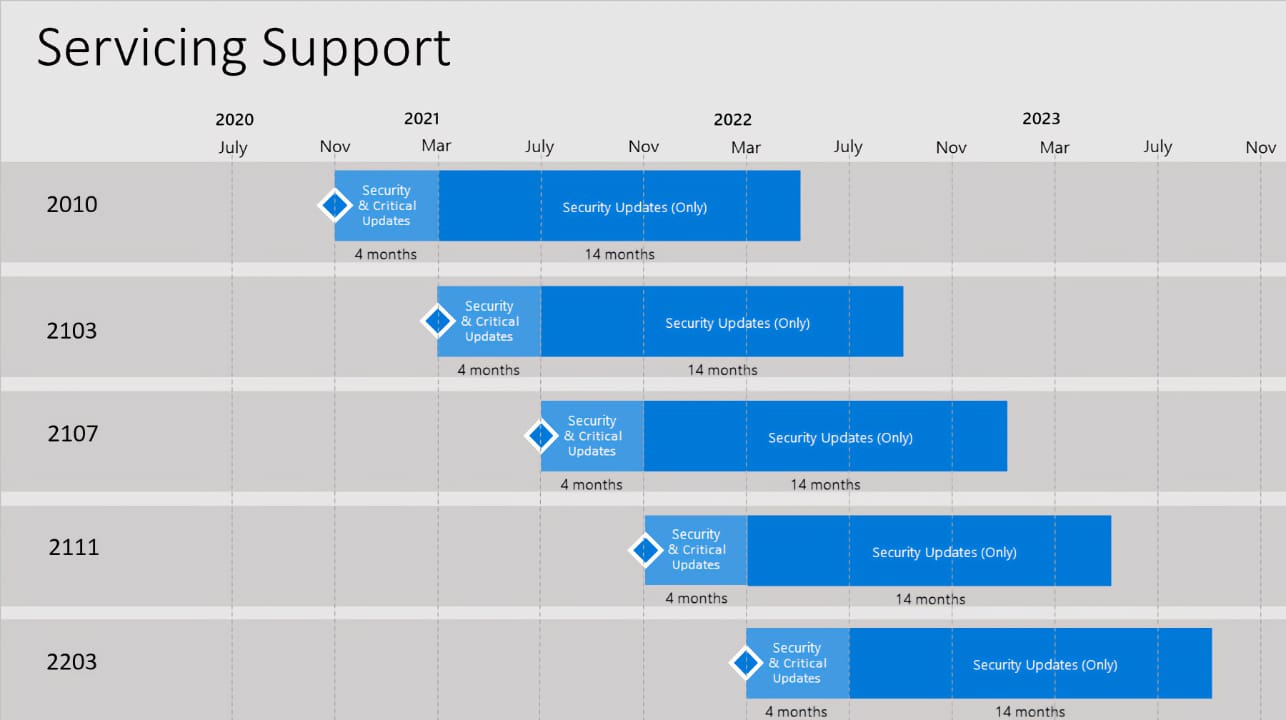 Servicing Support
2020 2021 2022 2023
July Nov Mar July Nov Mar July Nov Mar July Nov
2010
Security
& Critical
Updates
Security Updates (Only)
4 months 14 months
2103
Security
& Critical
Updates
Security Updates (Only)
4 months 14 months
2107
Security
& Critical
Updates
Security Updates (Only)
4 months 14 months
2111
Security
& Critical
Updates
Security Updates (Only)
4 months 14 months
2203
Security
& Critical
Updates
Security Updates (Only)
4 months 14 months